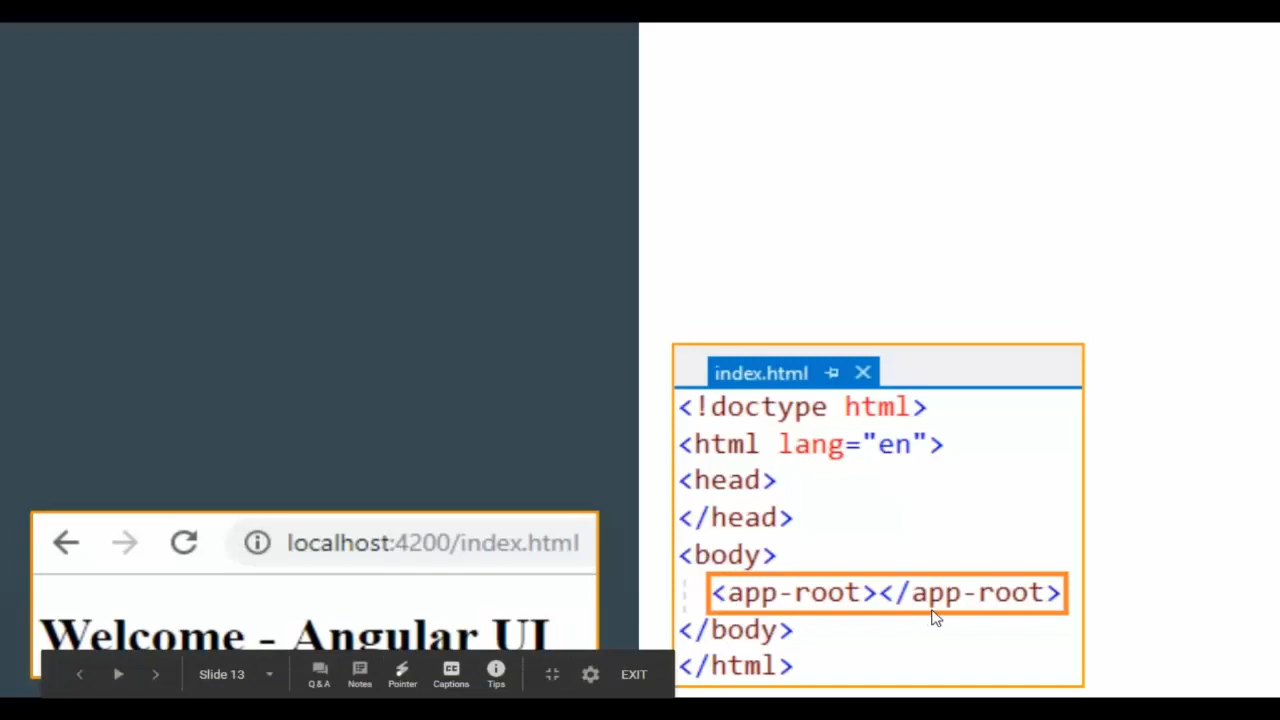 index.html
<!doctype html>
<html lang="en">
<head>
</head>
<body>
<app-root></app-root>
</body>
</html>
localhost:4200/index.html
Welcome - Angular UI
Slide 13
Q & A
Notes
Pointer
CC
Captions
Tips
EXIT